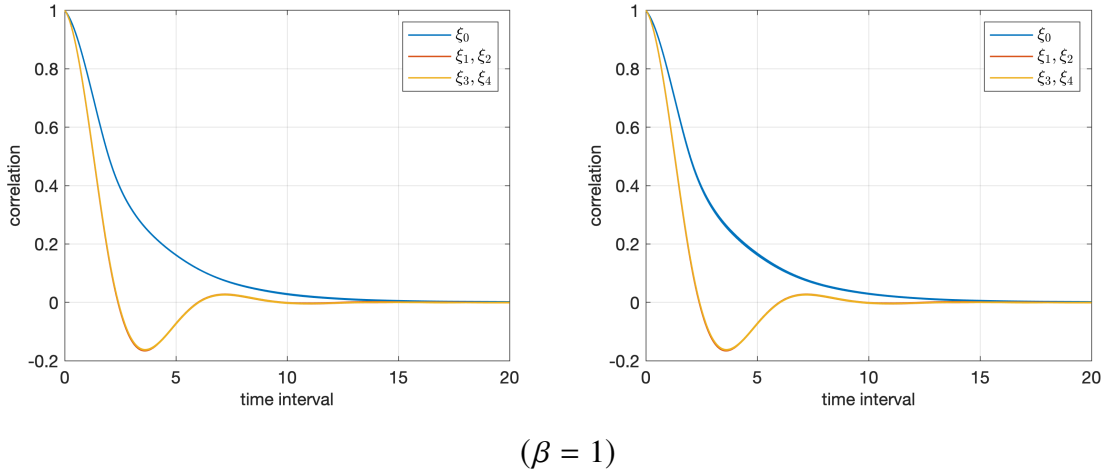 1
0.8
0.6
0.4
0.2
0
-0.2
correlation
ξ₀
ξ₁, ξ₂
ξ₃, ξ₄
0 5 10 15 20
time interval
1
0.8
0.6
0.4
0.2
0
-0.2
correlation
ξ₀
ξ₁, ξ₂
ξ₃, ξ₄
0 5 10 15 20
time interval
(β = 1)